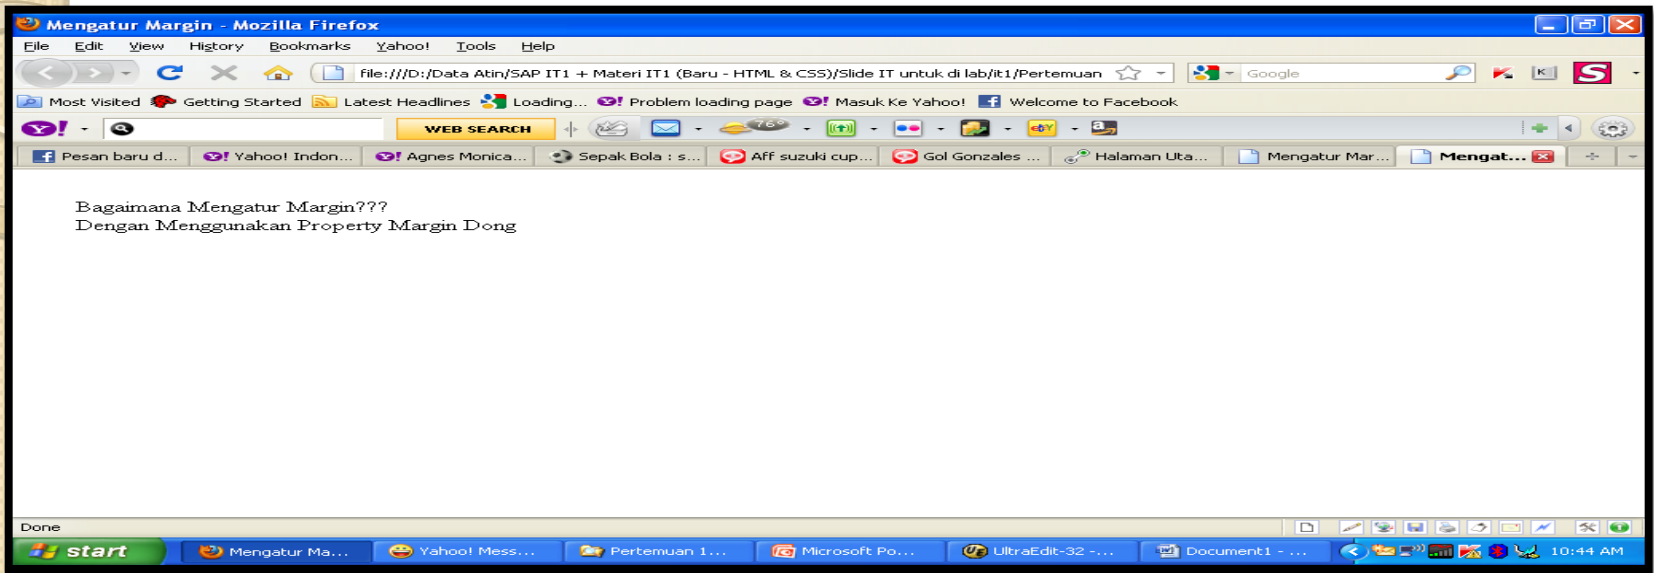 Mengatur Margin - Mozilla Firefox
File Edit View History Bookmarks Yahoo! Tools Help
file:///D:/Data Atin/SAP IT1 + Materi IT1 (Baru - HTML & CSS)/Slide IT untuk di lab/it1/Pertemuan Google K S
Most Visited Getting Started Latest Headlines Loading... Problem loading page Masuk Ke Yahoo! Welcome to Facebook
Y! WEB SEARCH 76° eBY a
Pesan baru d... Yahoo! Indon... Agnes Monica... Sepak Bola : s... Aff suzuki cup... Gol Gonzales ... Halaman Uta... Mengatur Mar... Mengat...
Bagaimana Mengatur Margin???
Dengan Menggunakan Property Margin Dong
Done
start Mengatur Ma... Yahoo! Mess... Pertemuan 1... Microsoft Po... UltraEdit-32 -... Document1 - ... 10:44 AM